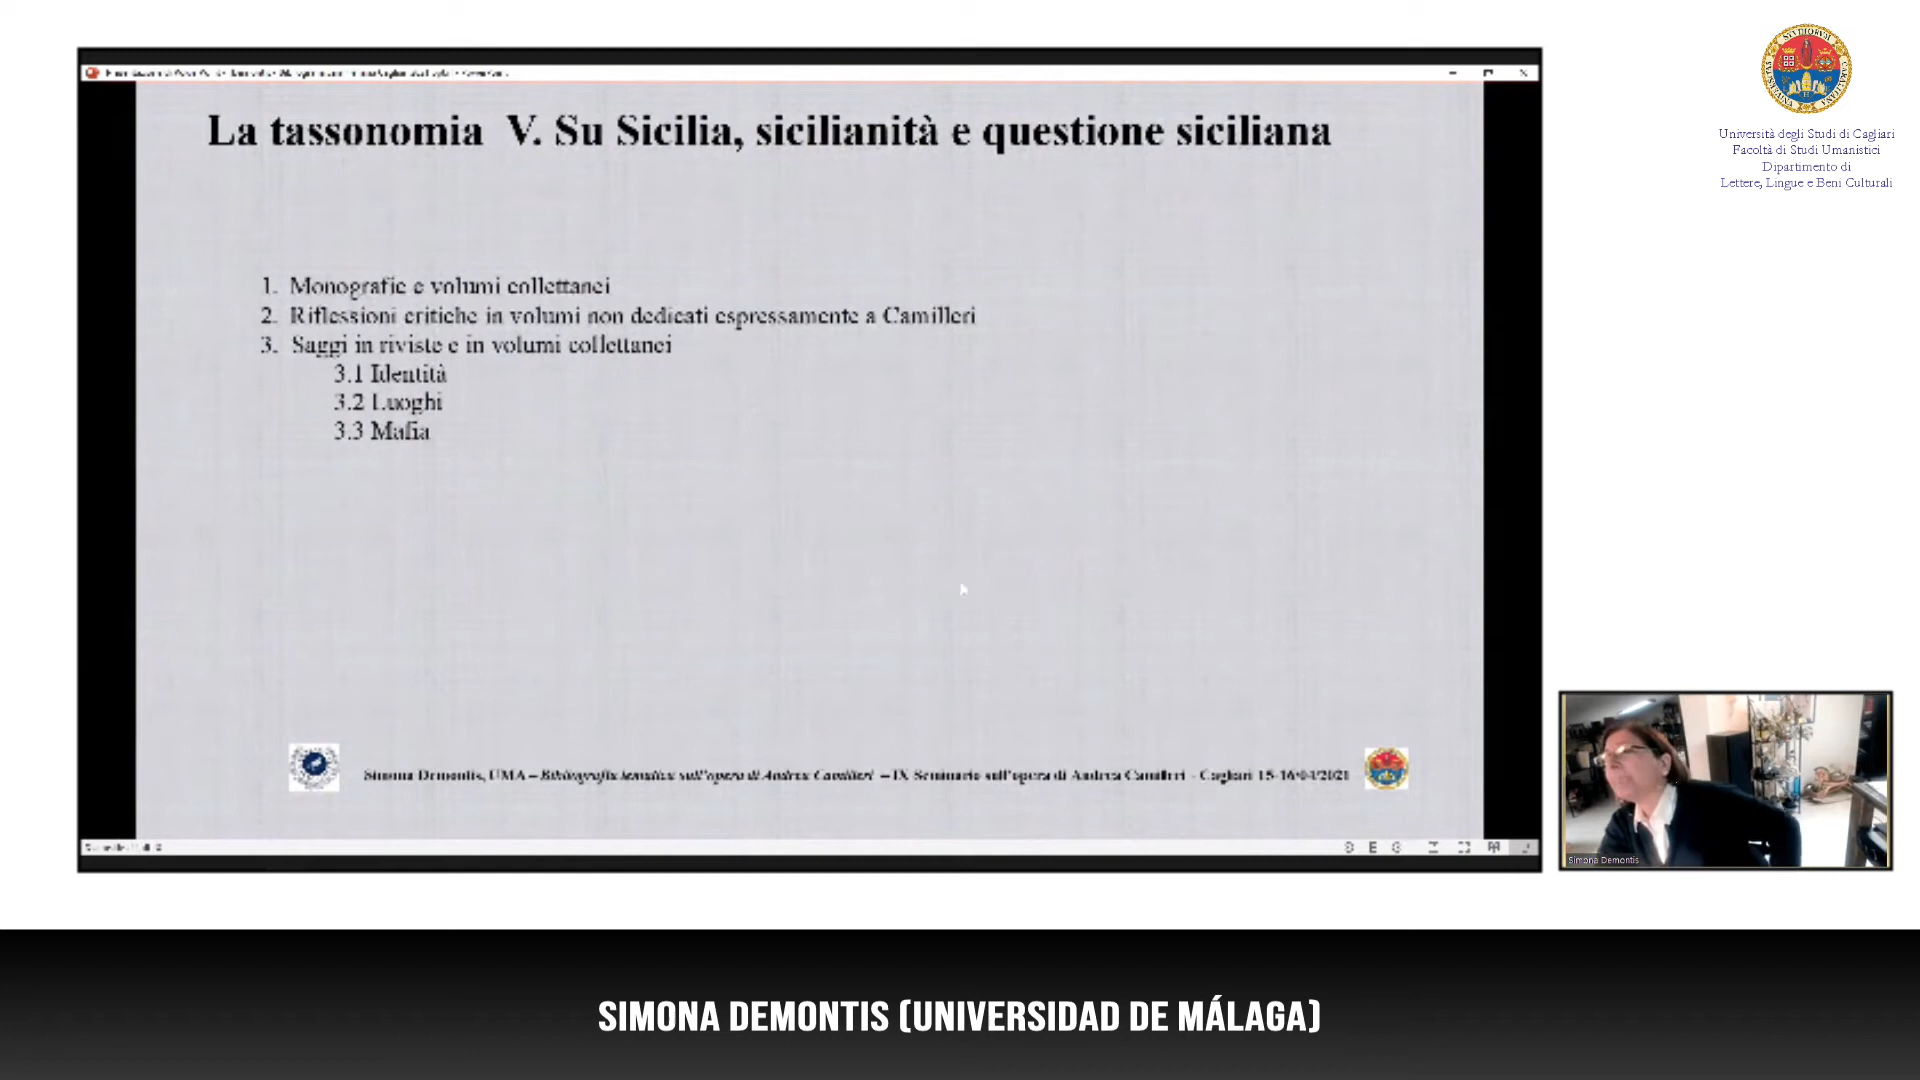 La tassonomia V. Su Sicilia, sicilianità e questione siciliana
1. Monografie e volumi collettanei
2. Riflessioni critiche in volumi non dedicati espressamente a Camilleri
3. Saggi in riviste e in volumi collettanei
3.1 Identità
3.2 Luoghi
3.3 Mafia
Simona Demontis, UMA – Bibliografia tematica sull'opera di Andrea Camilleri – IX Seminario sull'opera di Andrea Camilleri - Cagliari 15-16/04/2021
Università degli Studi di Cagliari
Facoltà di Studi Umanistici
Dipartimento di
Lettere, Lingue e Beni Culturali
Simona Demontis
SIMONA DEMONTIS (UNIVERSIDAD DE MÁLAGA)